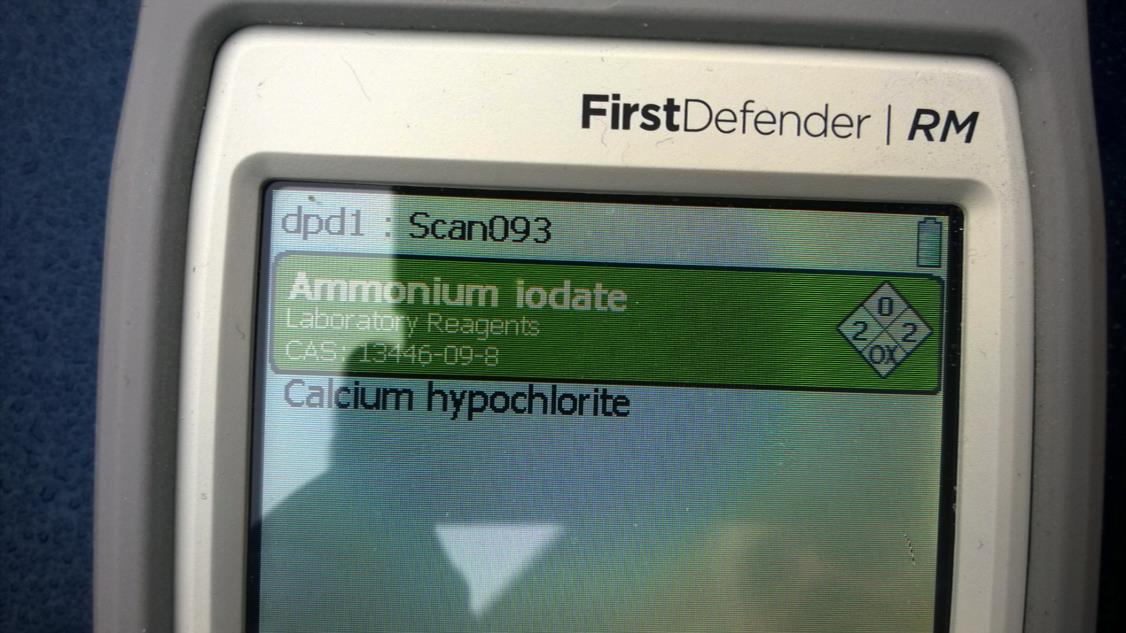 FirstDefender | RM
dpd1 : Scan093
Ammonium iodate
Laboratory Reagents
CAS: 13446-09-8
0
2 2
OX
Calcium hypochlorite